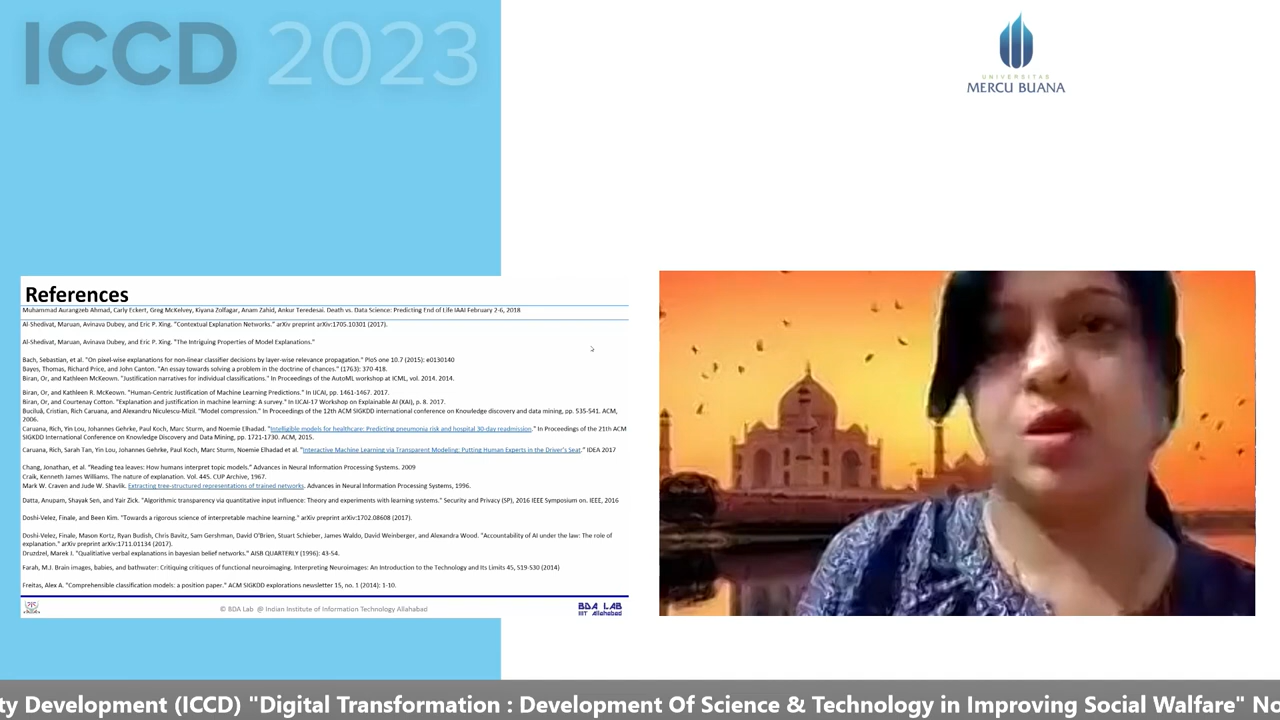 ICCD 2023
UNIVERSITAS
MERCU BUANA
References
Muhammad Aurangzeb Ahmad, Carly Eckert, Greg McKelvey, Kiyana Zolfagar, Anam Zahid, Ankur Teredesai. Death vs. Data Science: Predicting End of Life IAAI February 2-6, 2018
Al-Shedivat, Maruan, Avinava Dubey, and Eric P. Xing. "Contextual Explanation Networks." arXiv preprint arXiv:1705.10301 (2017).
Al-Shedivat, Maruan, Avinava Dubey, and Eric P. Xing. "The Intriguing Properties of Model Explanations."
Bach, Sebastian, et al. "On pixel-wise explanations for non-linear classifier decisions by layer-wise relevance propagation." PloS one 10.7 (2015): e0130140
Bayes, Thomas, Richard Price, and John Canton. "An essay towards solving a problem in the doctrine of chances." (1763): 370-418.
Biran, Or, and Kathleen McKeown. "Justification narratives for individual classifications." In Proceedings of the AutoML workshop at ICML, vol. 2014. 2014.
Biran, Or, and Kathleen R. McKeown. "Human-Centric Justification of Machine Learning Predictions." In IJCAI, pp. 1461-1467. 2017.
Biran, Or, and Courtenay Cotton. "Explanation and justification in machine learning: A survey." In IJCAI-17 Workshop on Explainable AI (XAI), p. 8. 2017.
Buciluă, Cristian, Rich Caruana, and Alexandru Niculescu-Mizil. "Model compression." In Proceedings of the 12th ACM SIGKDD international conference on Knowledge discovery and data mining, pp. 535-541. ACM,
2006.
Caruana, Rich, Yin Lou, Johannes Gehrke, Paul Koch, Marc Sturm, and Noemie Elhadad. "Intelligible models for healthcare: Predicting pneumonia risk and hospital 30-day readmission." In Proceedings of the 21th ACM
SIGKDD International Conference on Knowledge Discovery and Data Mining, pp. 1721-1730. ACM, 2015.
Caruana, Rich, Sarah Tan, Yin Lou, Johannes Gehrke, Paul Koch, Marc Sturm, Noemie Elhadad et al. "Interactive Machine Learning via Transparent Modeling: Putting Human Experts in the Driver's Seat." IDEA 2017
Chang, Jonathan, et al. "Reading tea leaves: How humans interpret topic models." Advances in Neural Information Processing Systems. 2009
Craik, Kenneth James Williams. The nature of explanation. Vol. 445. CUP Archive, 1967.
Mark W. Craven and Jude W. Shavlik. Extracting tree-structured representations of trained networks. Advances in Neural Information Processing Systems, 1996.
Datta, Anupam, Shayak Sen, and Yair Zick. "Algorithmic transparency via quantitative input influence: Theory and experiments with learning systems." Security and Privacy (SP), 2016 IEEE Symposium on. IEEE, 2016
Doshi-Velez, Finale, and Been Kim. "Towards a rigorous science of interpretable machine learning." arXiv preprint arXiv:1702.08608 (2017).
Doshi-Velez, Finale, Mason Kortz, Ryan Budish, Chris Bavitz, Sam Gershman, David O'Brien, Stuart Schieber, James Waldo, David Weinberger, and Alexandra Wood. "Accountability of AI under the law: The role of
explanation." arXiv preprint arXiv:1711.01134 (2017).
Druzdzel, Marek J. "Qualitative verbal explanations in bayesian belief networks." AISB QUARTERLY (1996): 43-54.
Farah, M.J. Brain images, babies, and bathwater: Critiquing critiques of functional neuroimaging. Interpreting Neuroimages: An Introduction to the Technology and Its Limits 45, S19-S30 (2014)
Freitas, Alex A. "Comprehensible classification models: a position paper." ACM SIGKDD explorations newsletter 15, no. 1 (2014): 1-10.
© BDA Lab @ Indian Institute of Information Technology Allahabad
BDA LAB
IIIT Allahabad
ty Development (ICCD) "Digital Transformation : Development Of Science & Technology in Improving Social Welfare" No